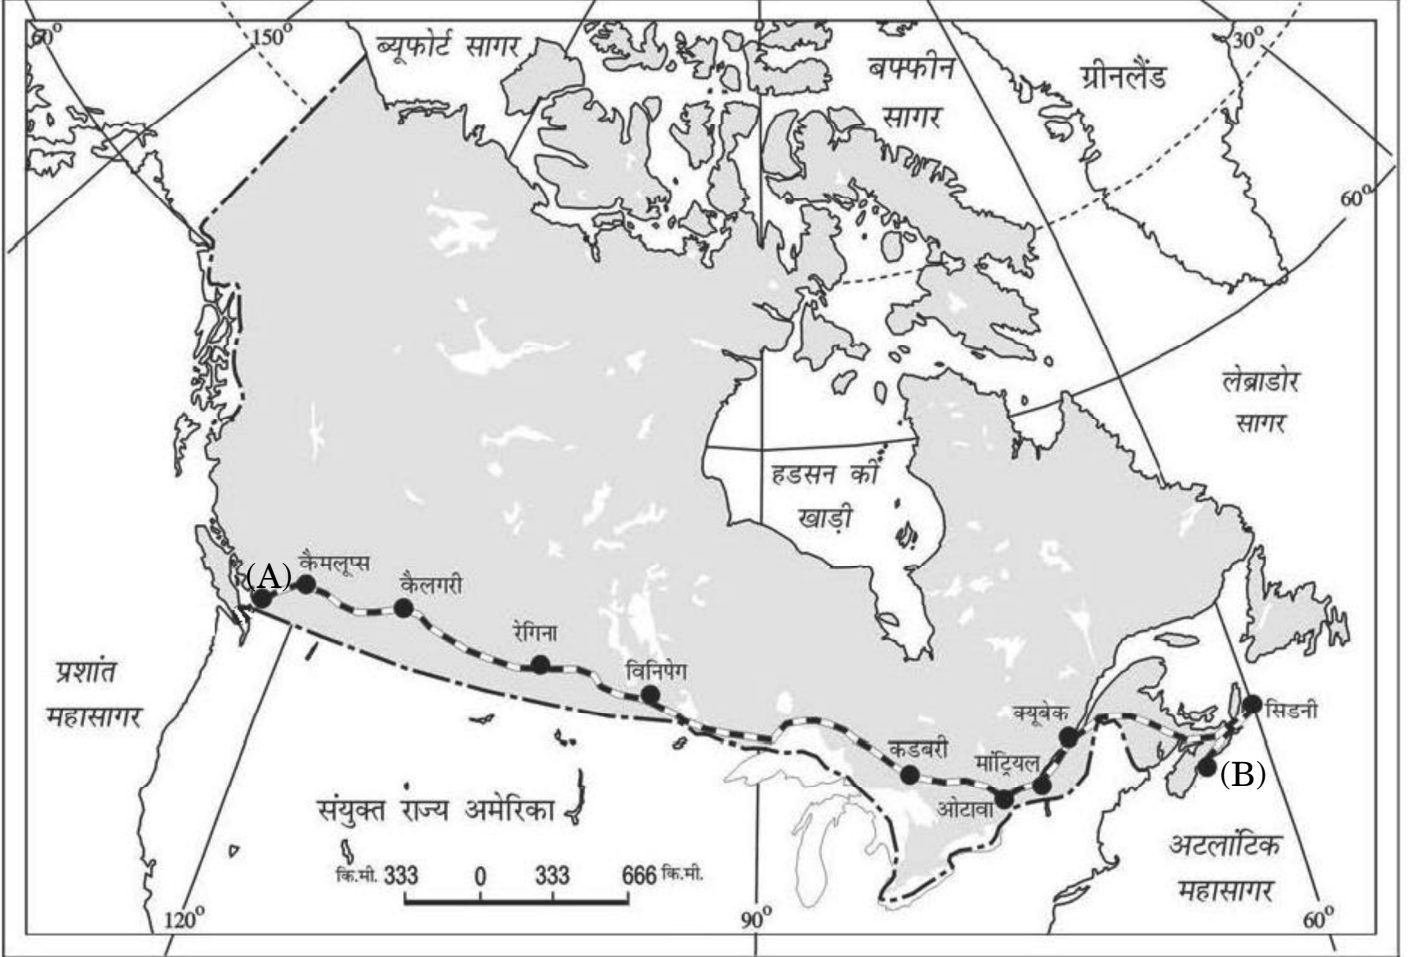 60°
150°
ब्यूफोर्ट सागर
बफ्फीन
सागर
ग्रीनलैंड
30°
60°
लेब्राडोर
सागर
हडसन की
खाड़ी
(A)
कैमलूप्स
कैलगरी
रेगिना
विनिपेग
प्रशांत
महासागर
क्यूबेक
सिडनी
कडबरी
मांट्रियल
(B)
ओटावा
संयुक्त राज्य अमेरिका
अटलांटिक
महासागर
कि.मी. 333 0 333 666 कि.मी.
120°
90°
60°